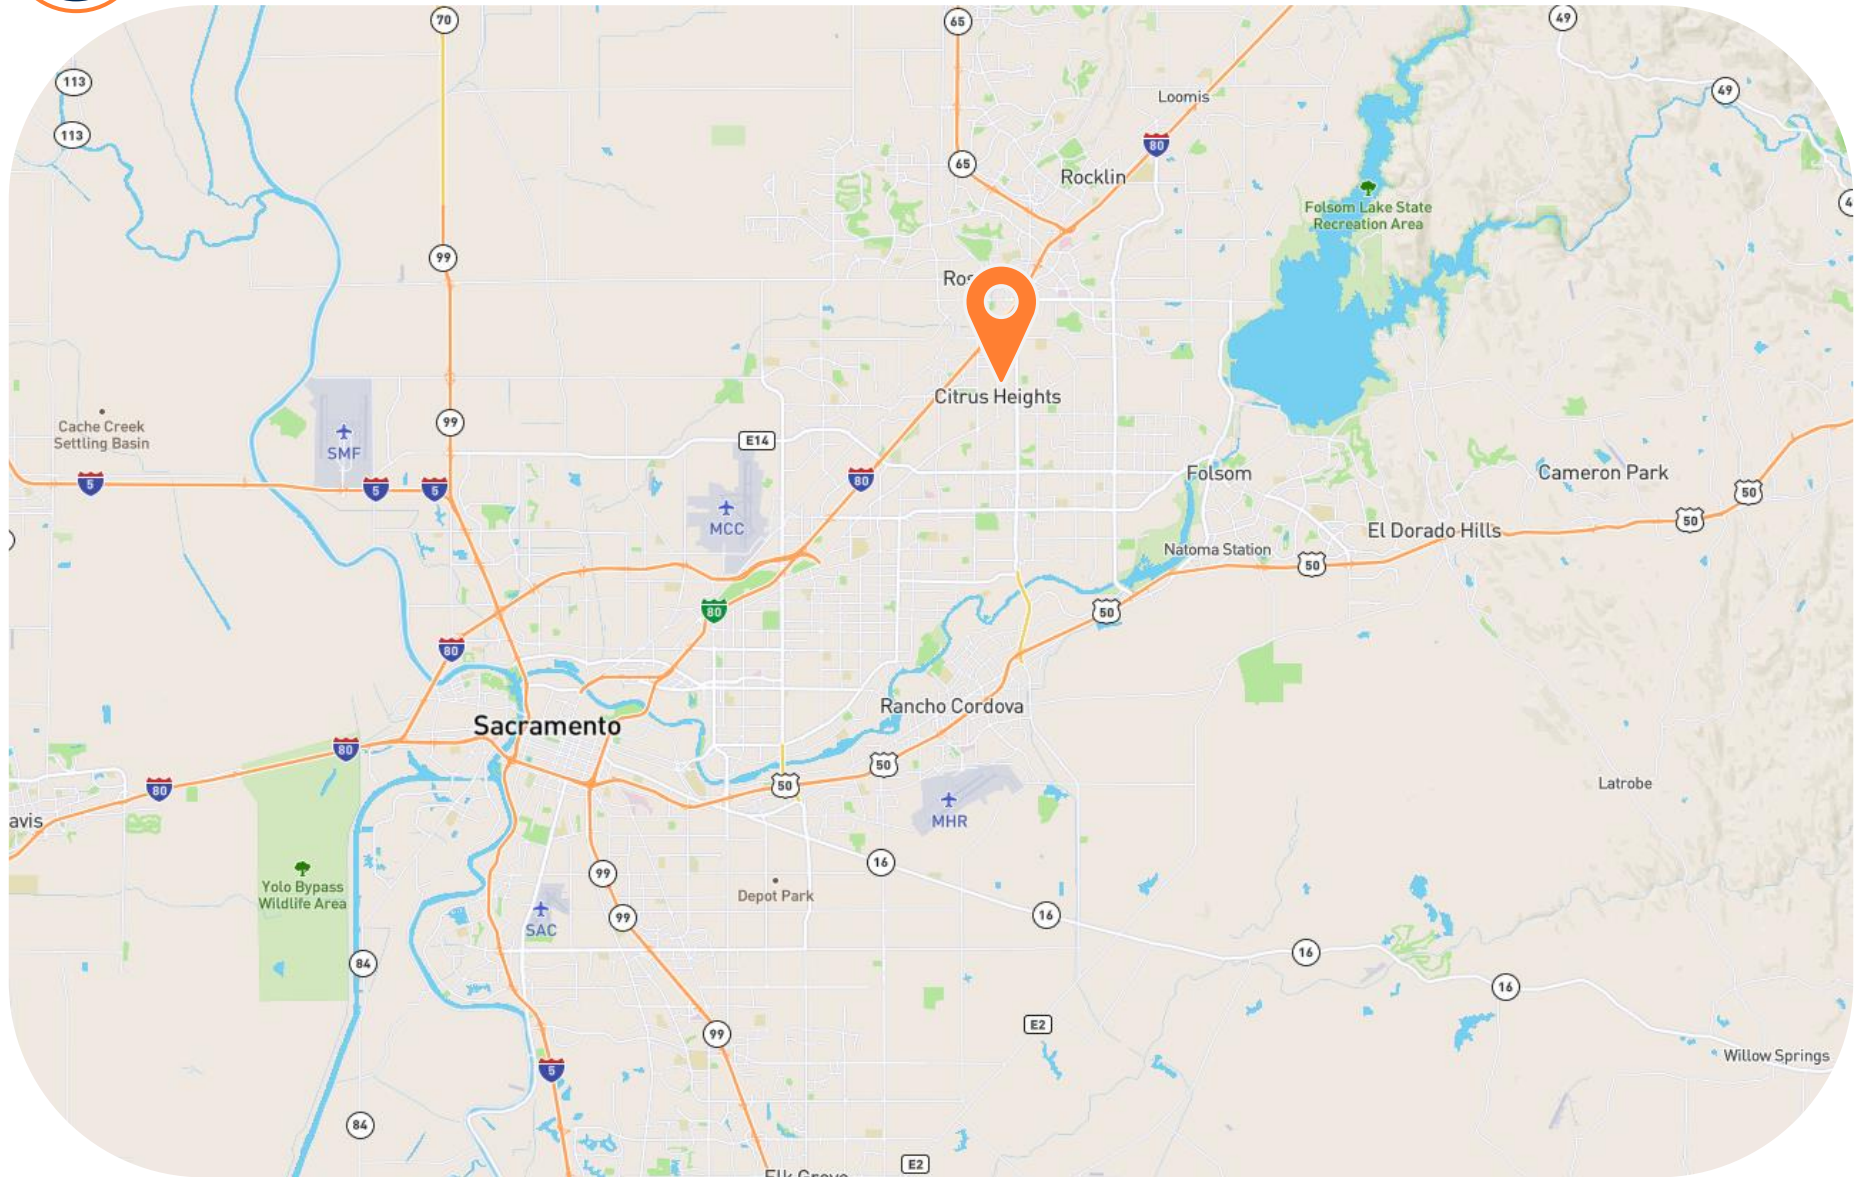 70
65
49
113
Loomis
49
113
80
65
Rocklin
Folsom Lake State
Recreation Area
99
Cache Creek
Settling Basin
Citrus Heights
99
E14
SMF
5
5
5
80
Folsom
Cameron Park
50
MCC
50
El Dorado Hills
Natoma Station
50
80
50
80
Rancho Cordova
Sacramento
80
50
80
50
Latrobe
avis
MHR
16
99
Yolo Bypass
Wildlife Area
Depot Park
99
16
SAC
84
16
16
99
E2
Willow Springs
5
84
E2